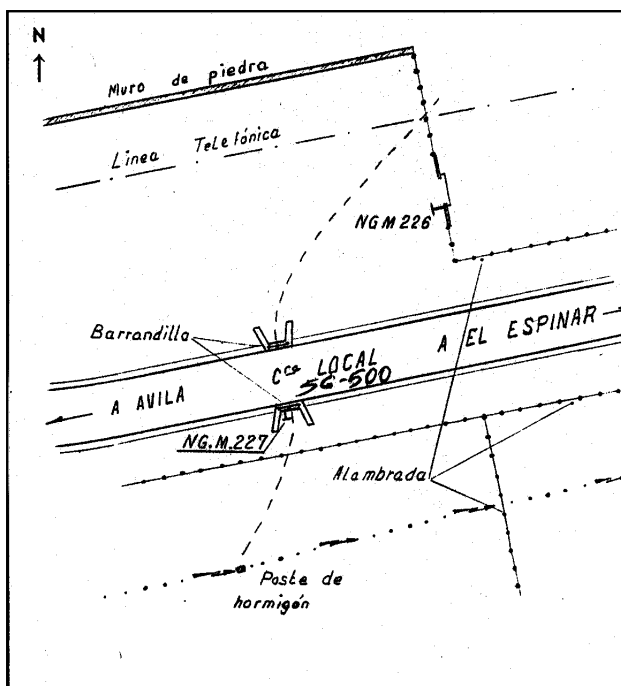 N
Muro de piedra
Linea Telefónica
NGM 226
Barrandilla
A EL ESPINAR
Cᶜᵃ LOCAL
SG-500
A AVILA
NG.M.227
Alambrada
Poste de
hormigón